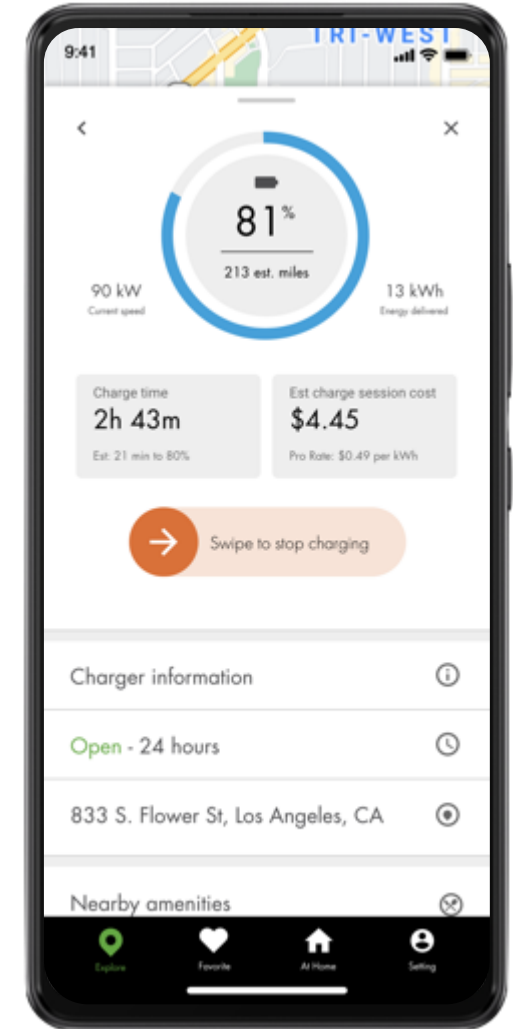 TRI-WEST
9:41
81%
213 est. miles
90 kW
Current speed
13 kWh
Energy delivered
Charge time
2h 43m
Est: 21 min to 80%
Est charge session cost
$4.45
Pro Rate: $0.49 per kWh
Swipe to stop charging
Charger information
Open - 24 hours
833 S. Flower St, Los Angeles, CA
Nearby amenities
Explore
Favorite
At Home
Setting